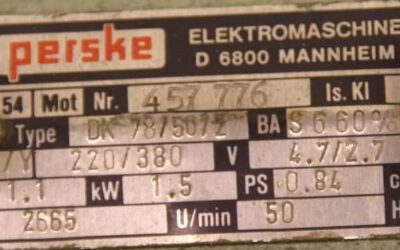 perske ELEKTROMASCHINE
D 6800 MANNHEIM
54 Mot Nr. 457 776 Is. Kl
Type DK 78/50/2 BA S 6 60%
/Y 220/380 V 4.7/2.7
1.1 kW 1.5 PS 0.84 c
2665 U/min 50 H